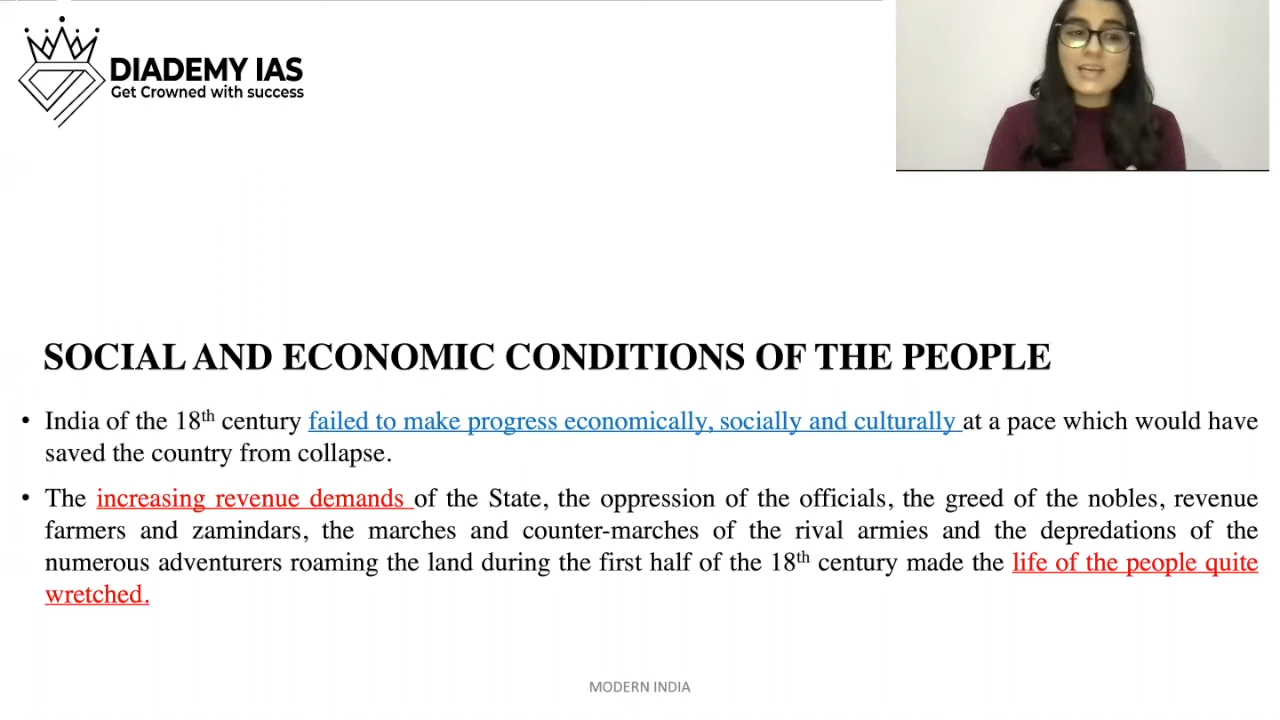 DIADEMY IAS
Get Crowned with success
SOCIAL AND ECONOMIC CONDITIONS OF THE PEOPLE
• India of the 18th century failed to make progress economically, socially and culturally at a pace which would have
saved the country from collapse.
• The increasing revenue demands of the State, the oppression of the officials, the greed of the nobles, revenue
farmers and zamindars, the marches and counter-marches of the rival armies and the depredations of the
numerous adventurers roaming the land during the first half of the 18th century made the life of the people quite
wretched.
MODERN INDIA